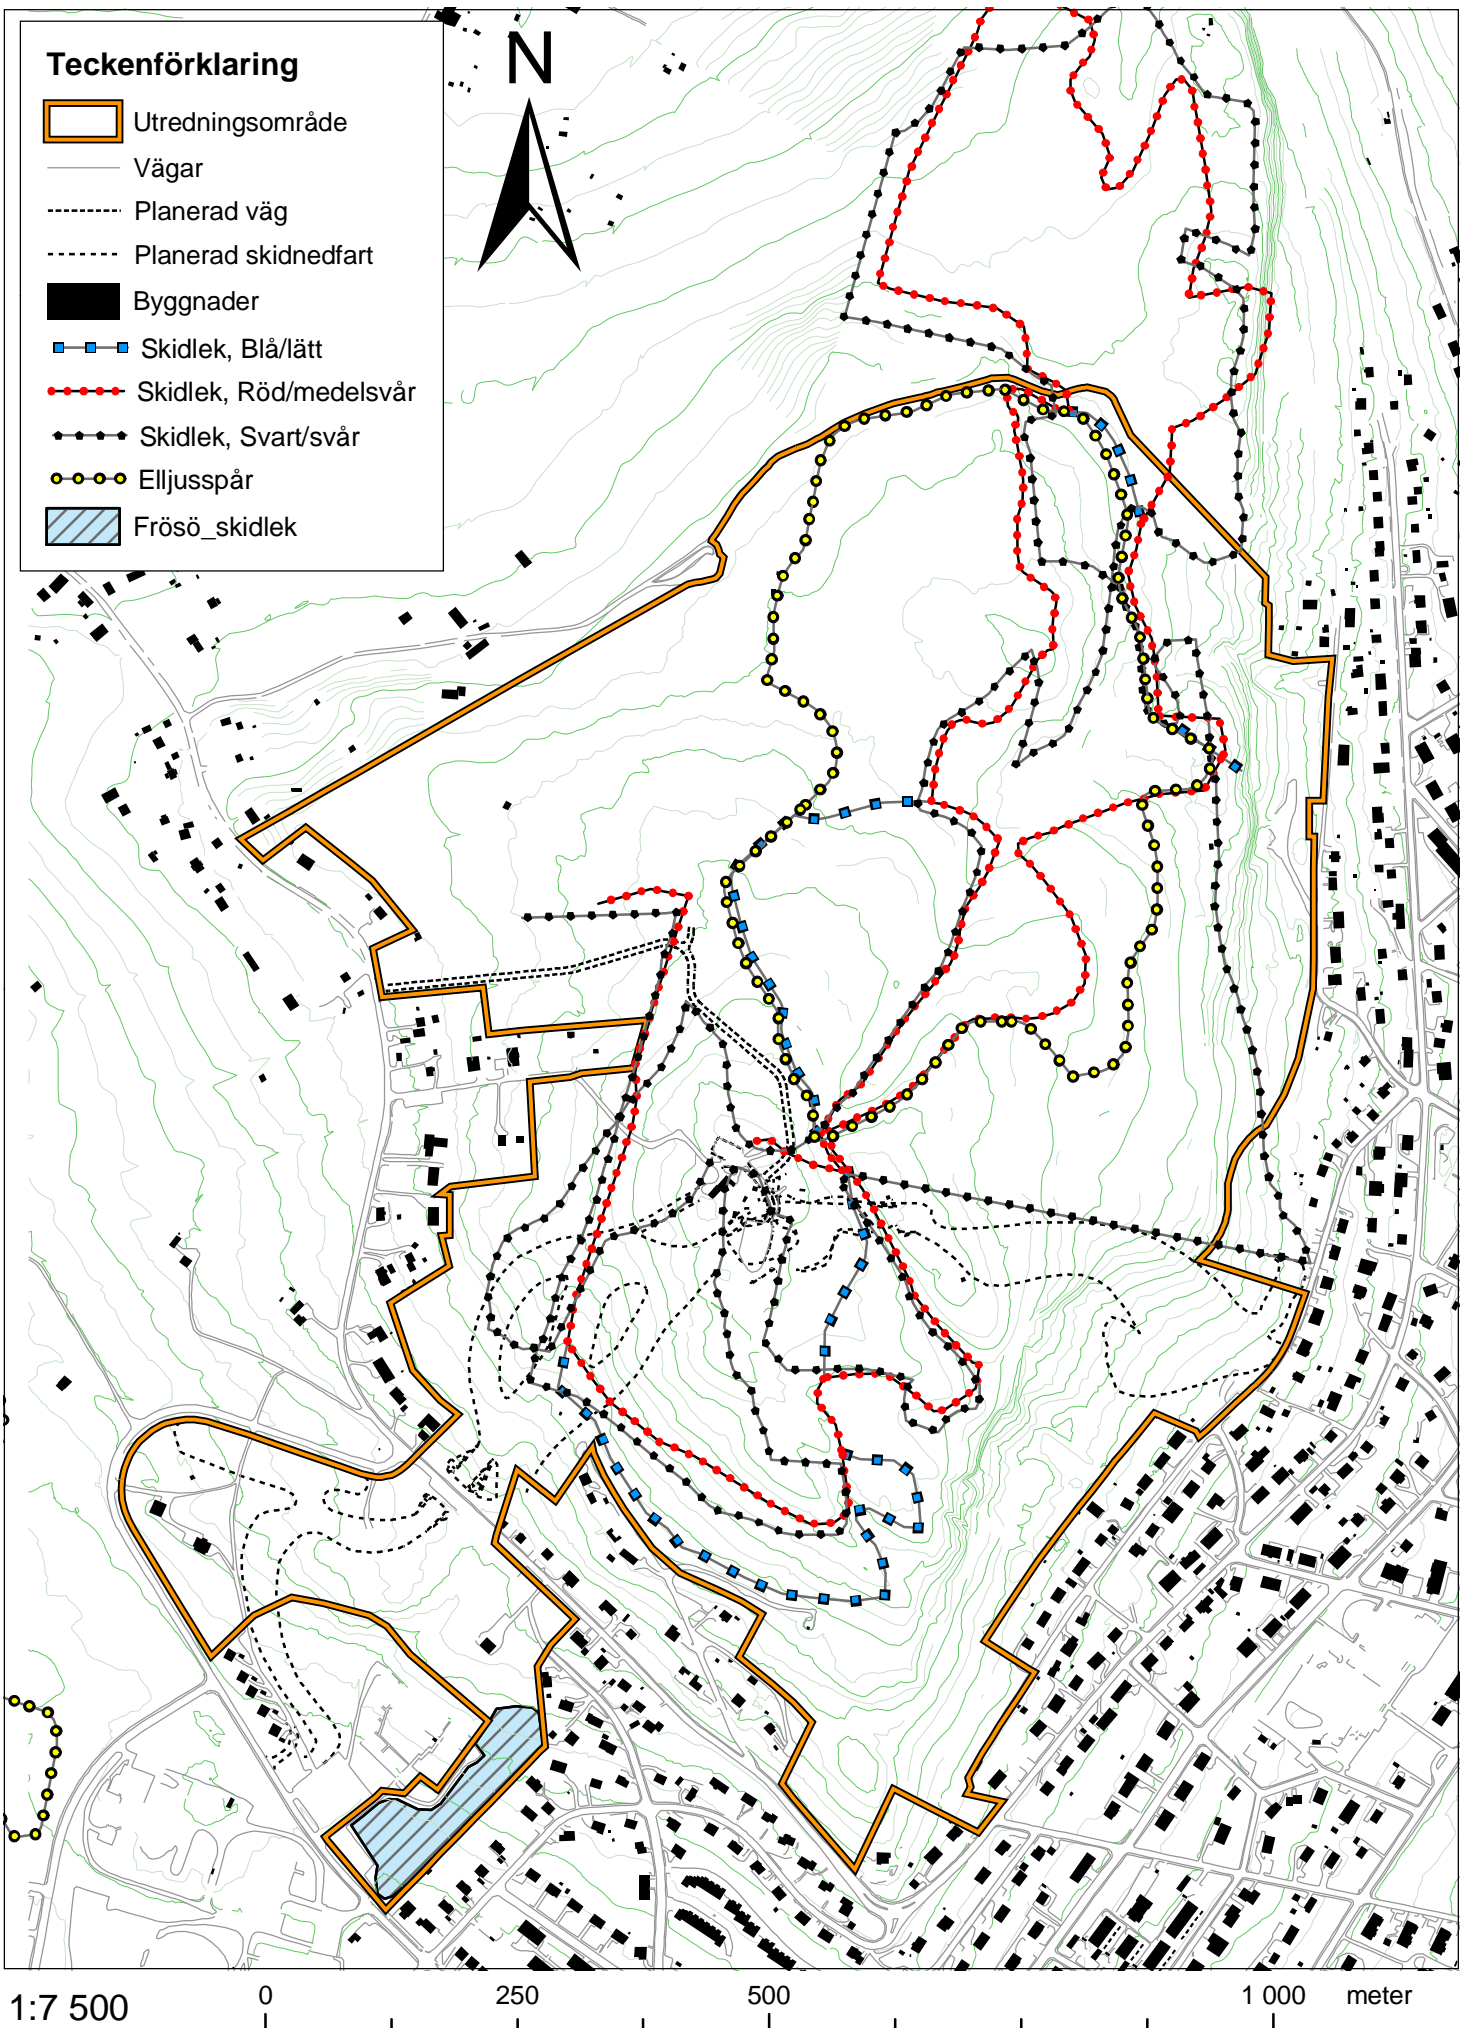 Teckenförklaring
Utredningsområde
Vägar
Planerad väg
Planerad skidnedfart
Byggnader
Skidlek, Blå/lätt
Skidlek, Röd/medelsvår
Skidlek, Svart/svår
Elljusspår
Frösö_skidlek
N
1:7 500
0 250 500 1 000 meter